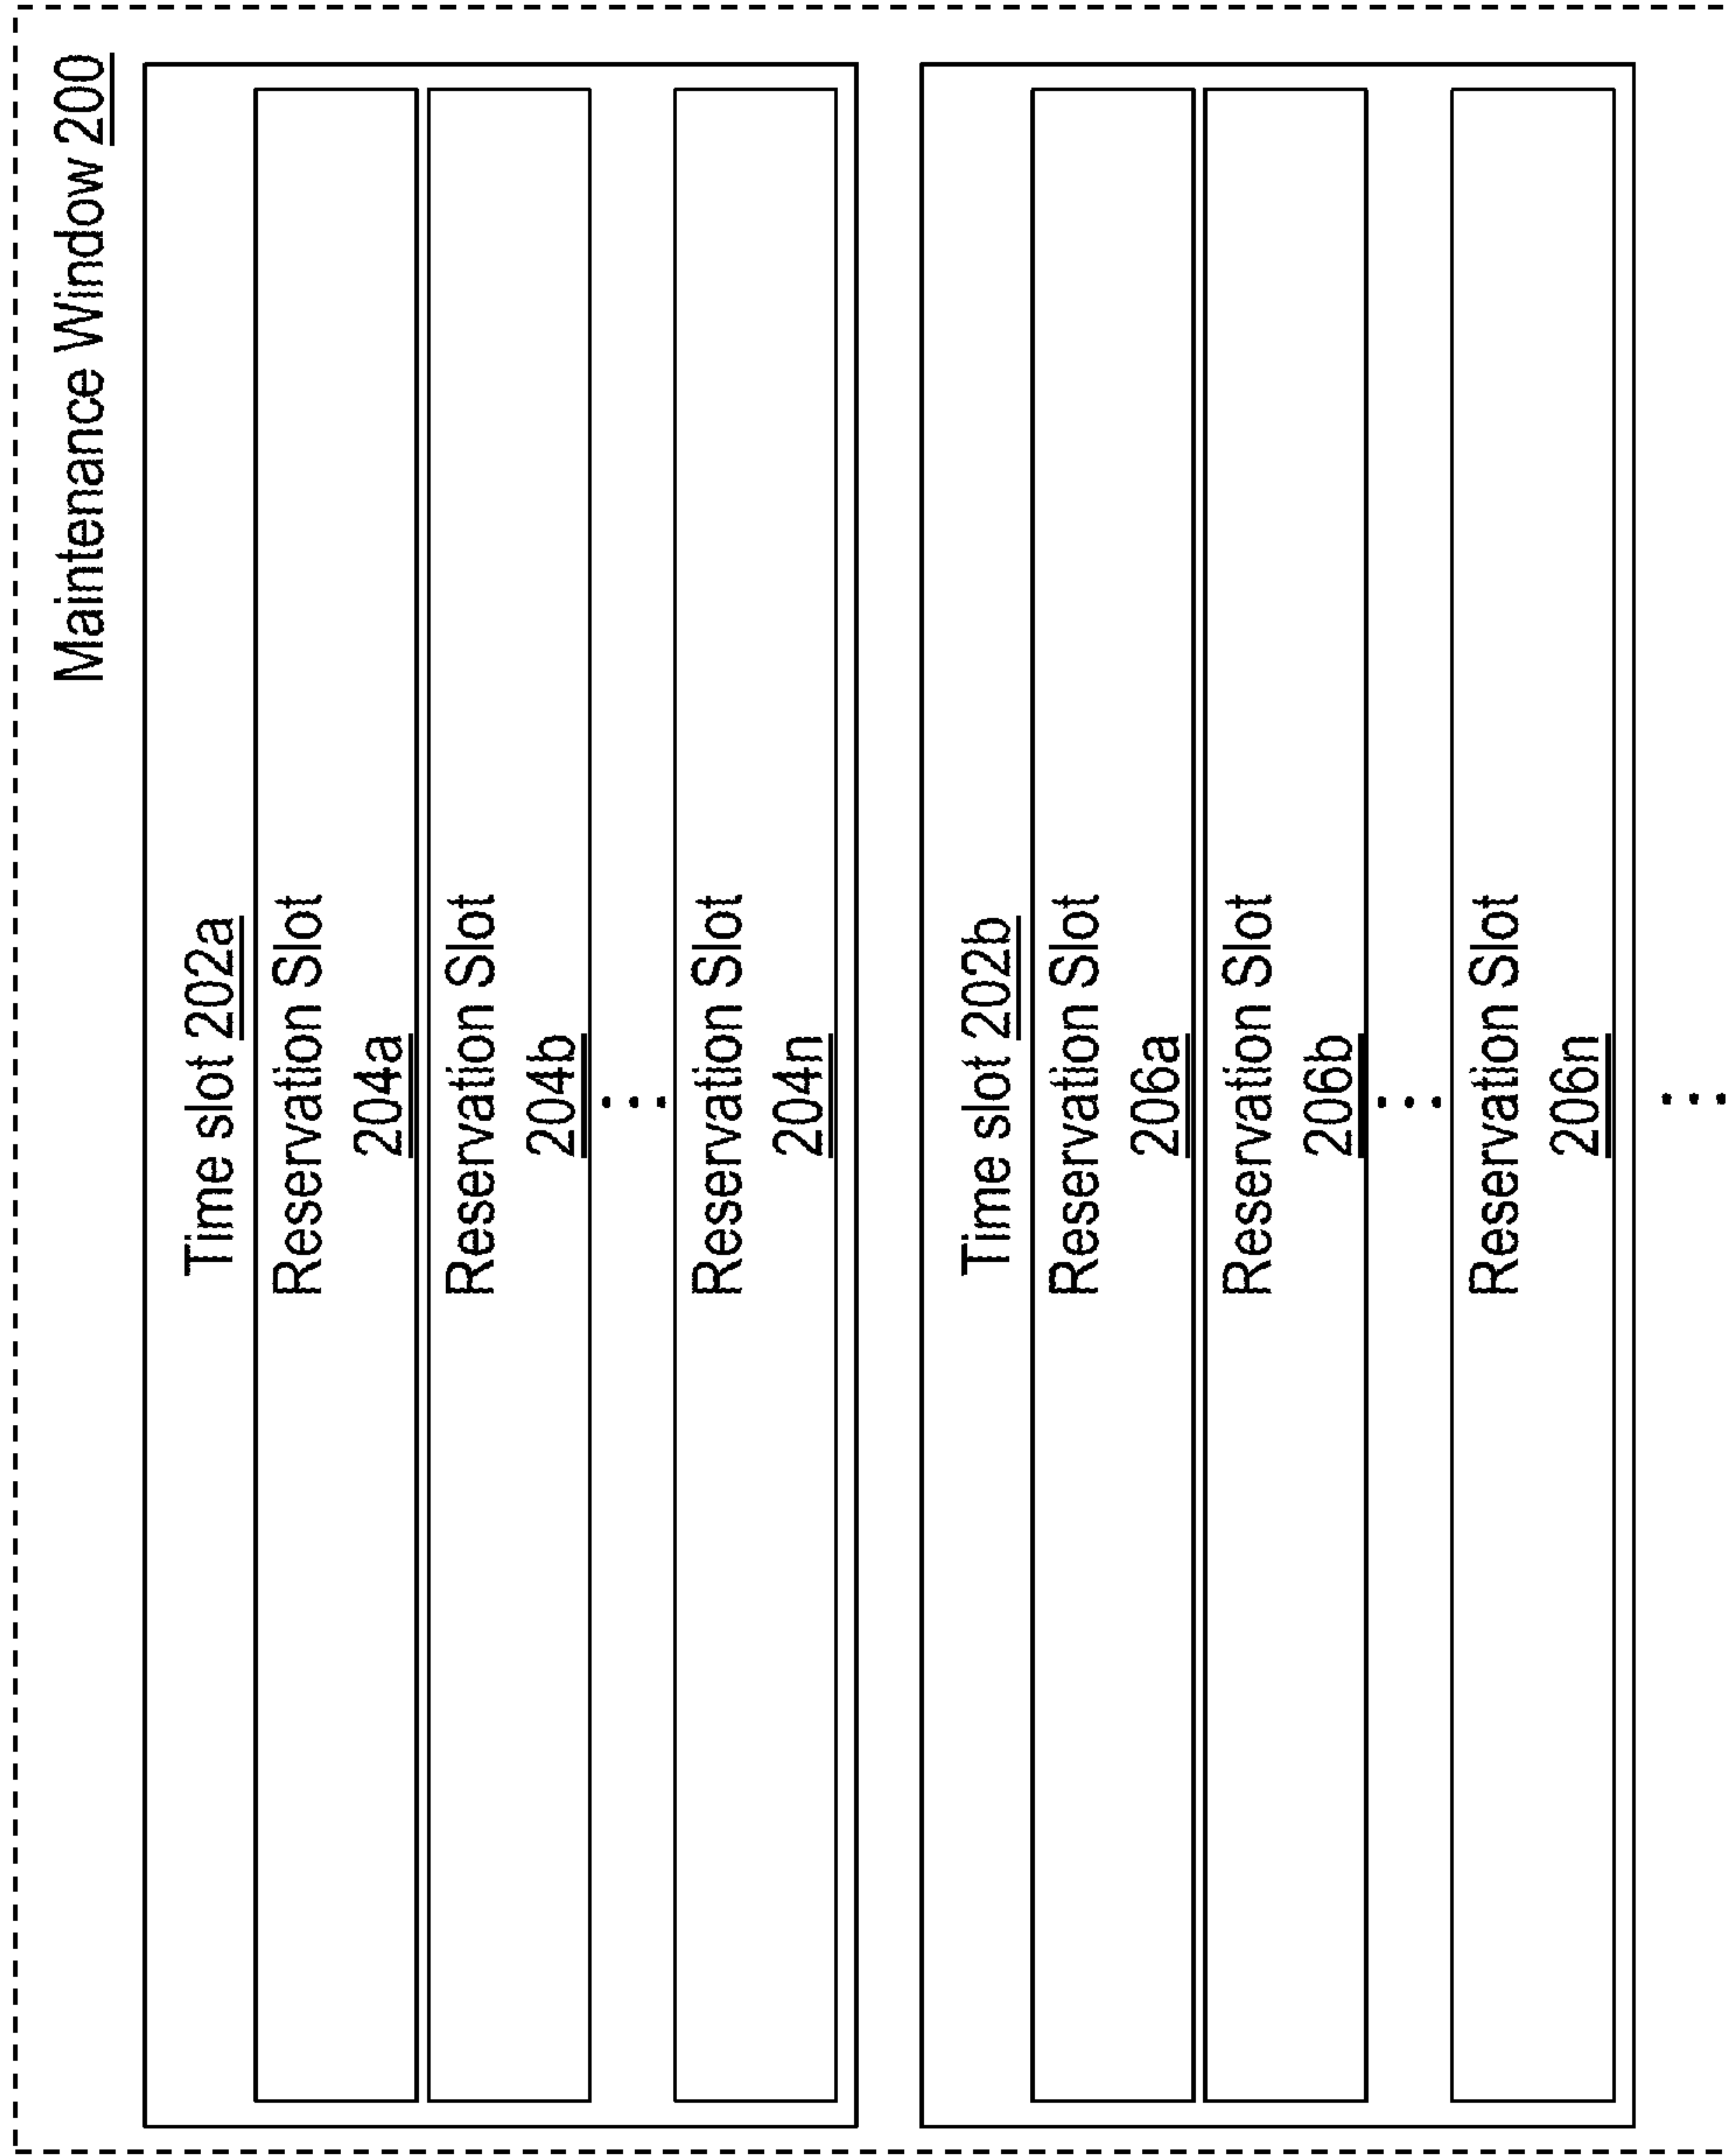 Maintenance Window 200
Time slot 202a
Reservation Slot
204a
Reservation Slot
204b
...
Reservation Slot
204n
Time slot 202b
Reservation Slot
206a
Reservation Slot
206b
...
Reservation Slot
206n
...